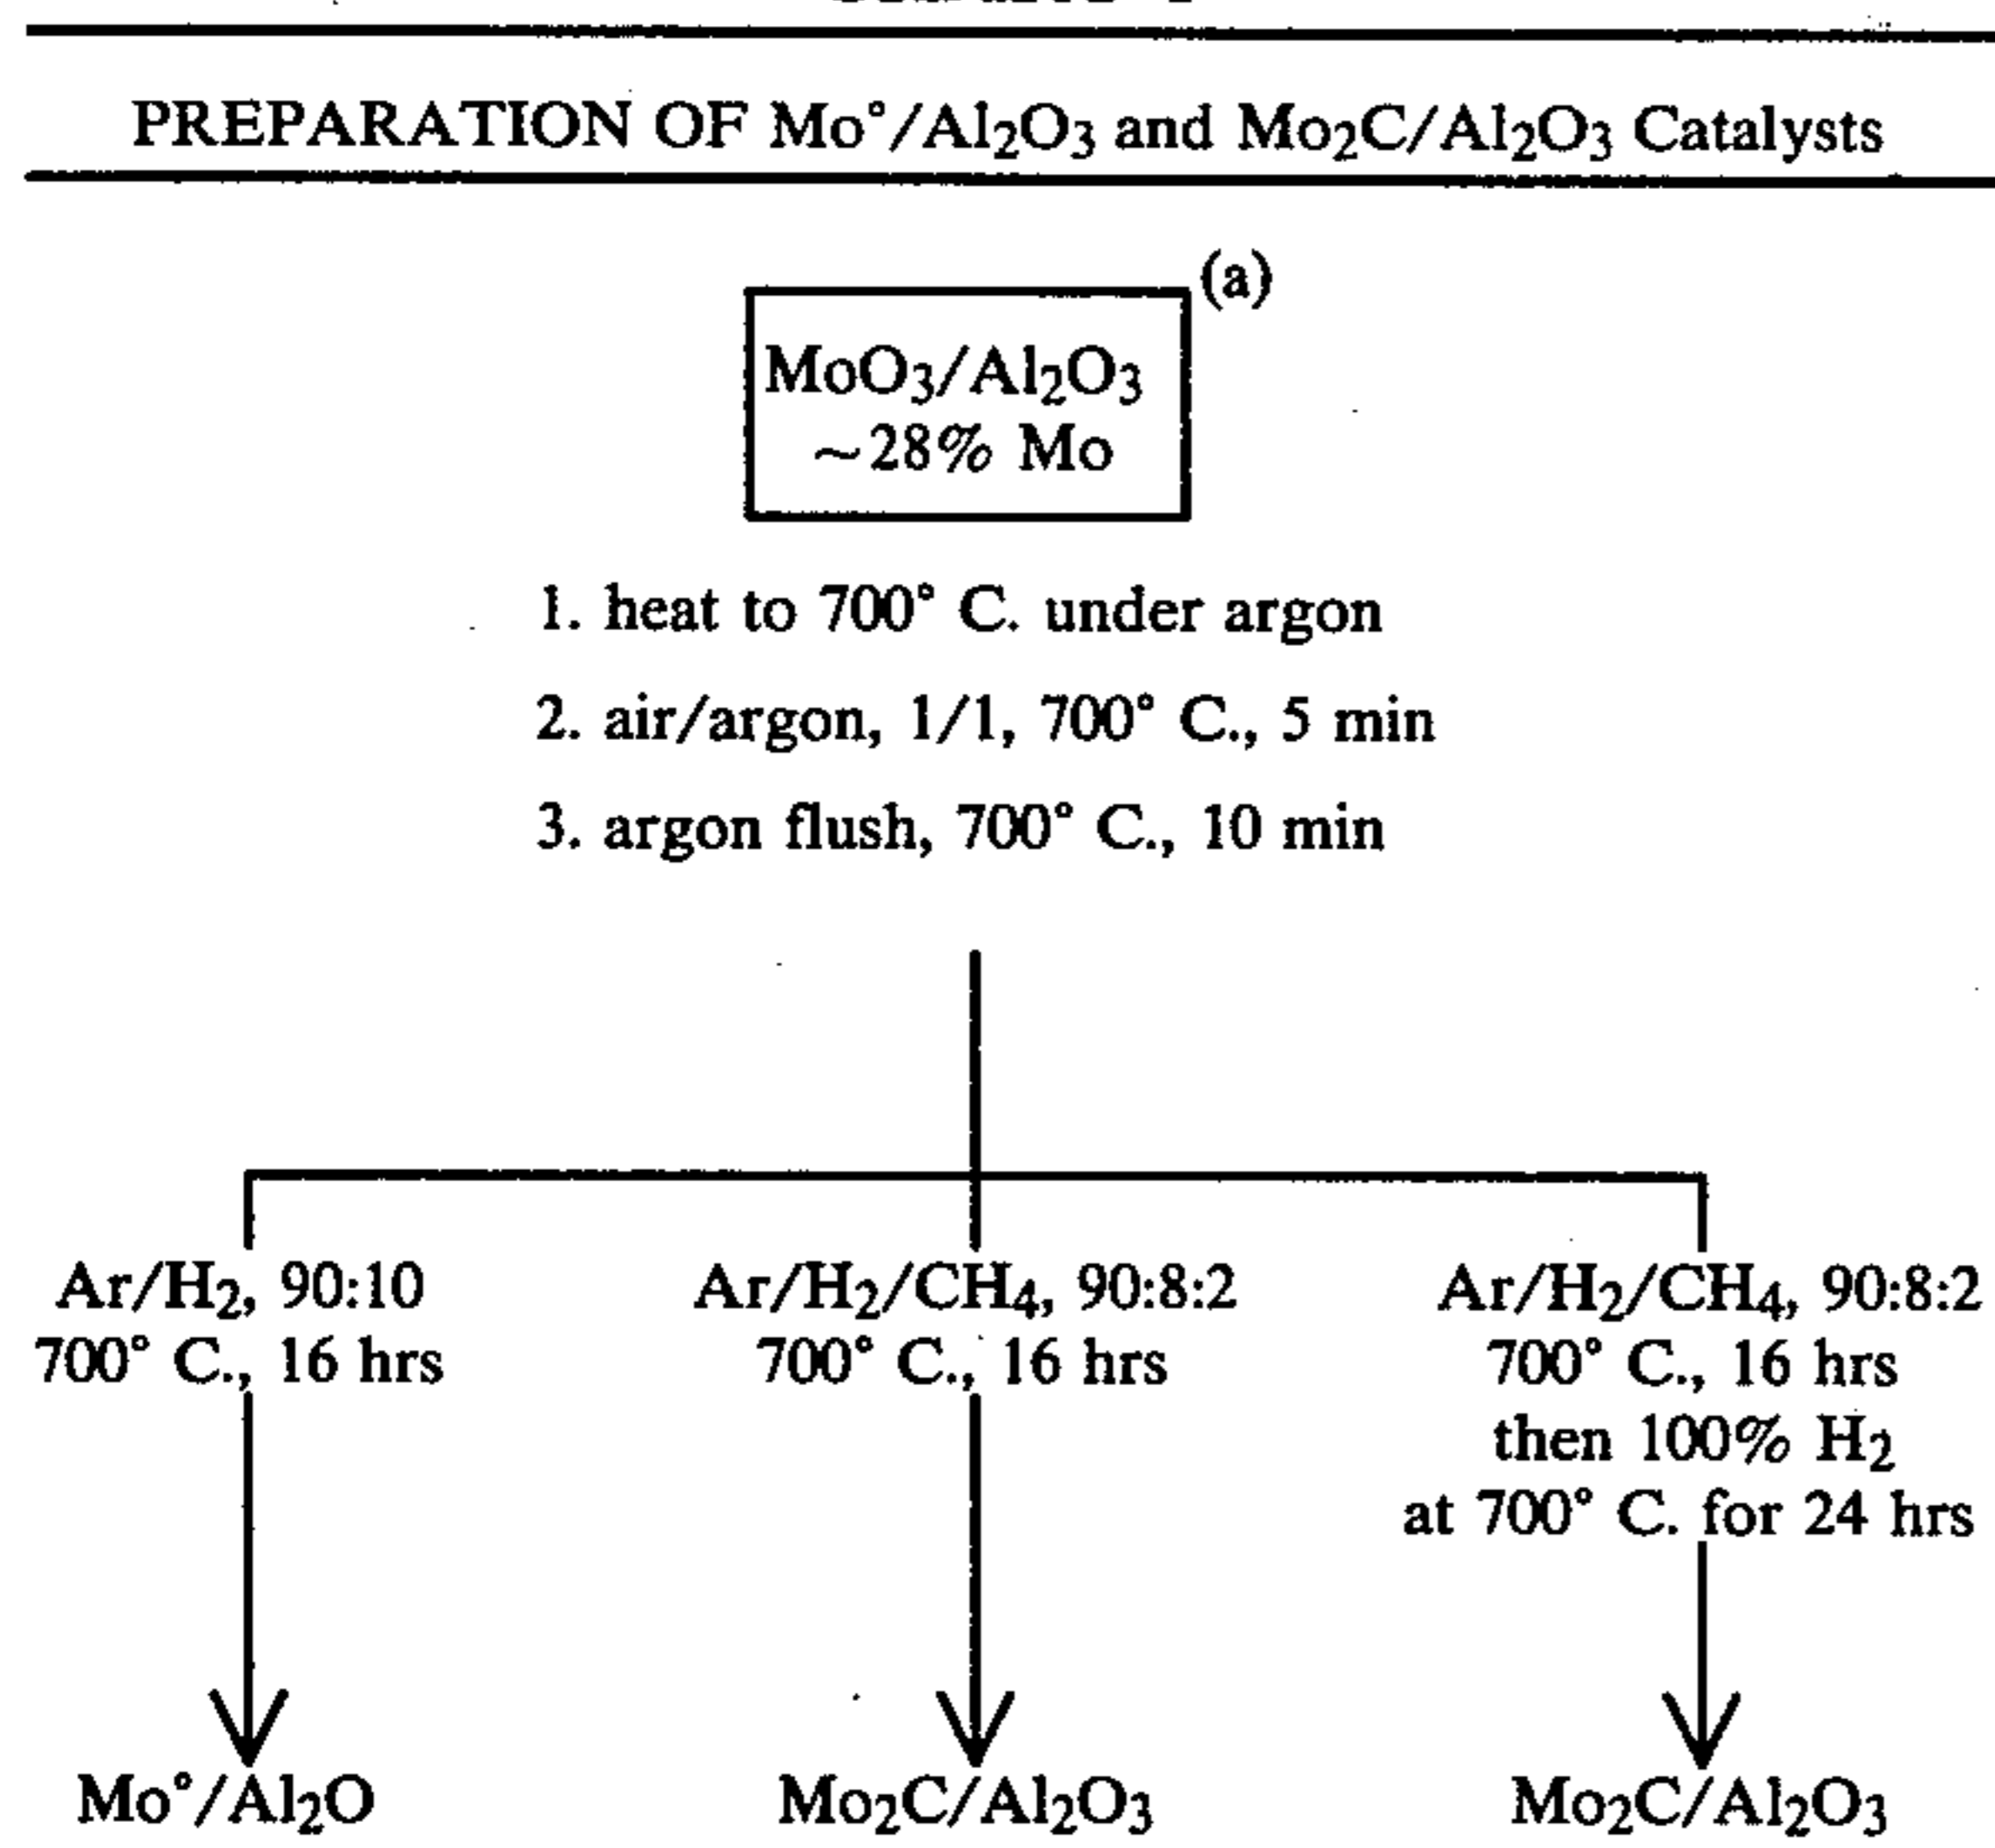 PREPARATION OF Mo°/Al₂O₃ and Mo₂C/Al₂O₃ Catalysts
(a)
MoO₃/Al₂O₃
~28% Mo
1. heat to 700° C. under argon
2. air/argon, 1/1, 700° C., 5 min
3. argon flush, 700° C., 10 min
Ar/H₂, 90:10
700° C., 16 hrs
Mo°/Al₂O
Ar/H₂/CH₄, 90:8:2
700° C., 16 hrs
Mo₂C/Al₂O₃
Ar/H₂/CH₄, 90:8:2
700° C., 16 hrs
then 100% H₂
at 700° C. for 24 hrs
Mo₂C/Al₂O₃